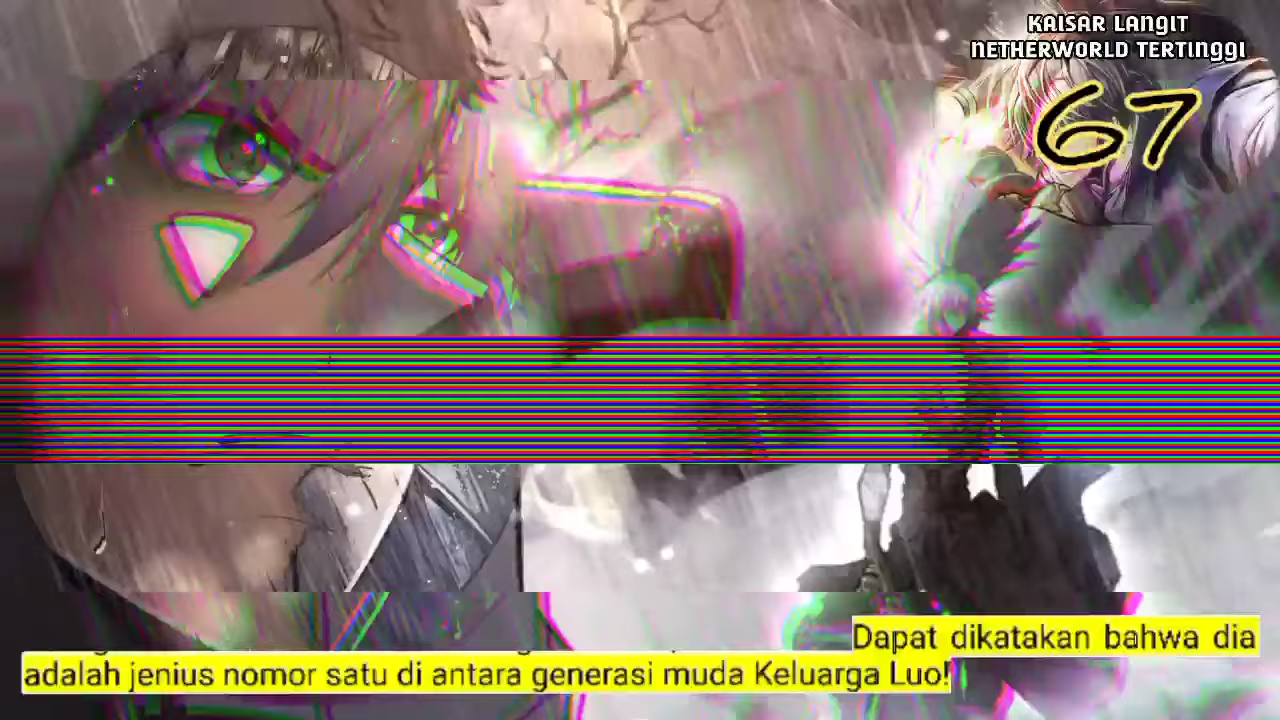 KAISAR LANGIT
NETHERWORLD TERTINGGI
67
Dapat dikatakan bahwa dia
adalah jenius nomor satu di antara generasi muda Keluarga Luo!